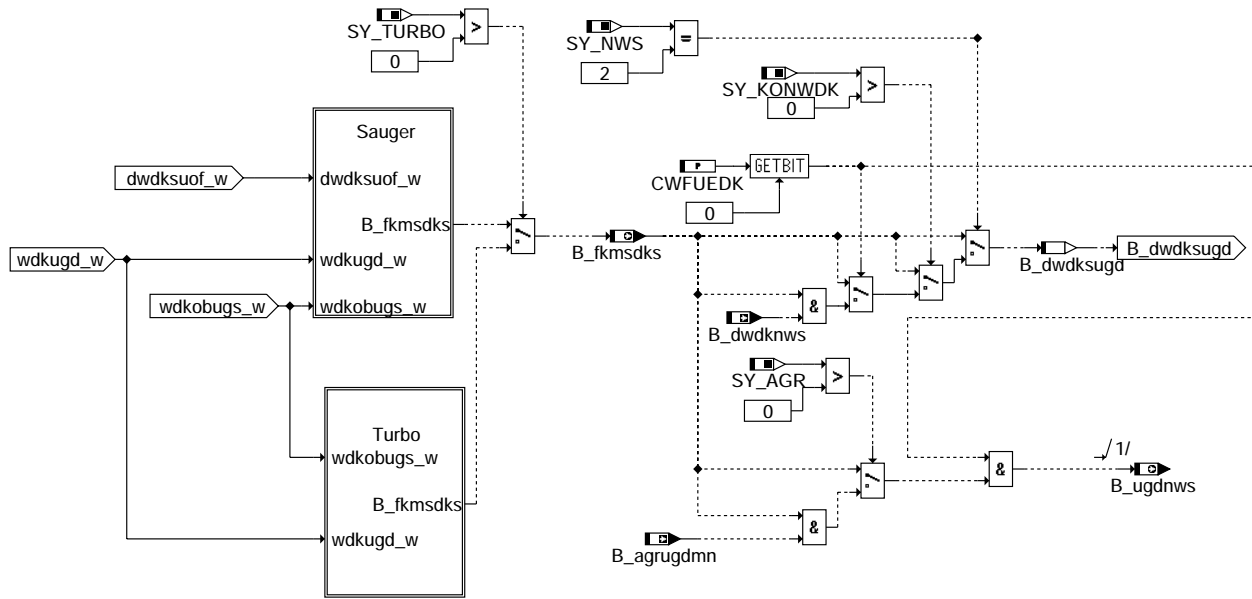 SY_TURBO
>
0
SY_NWS
=
2
SY_KONWDK
>
0
Sauger
dwdksuof_w
dwdksuof_w
B_fkmsdks
wdkugd_w
wdkugd_w
wdkobugs_w
wdkobugs_w
P
GETBIT
CWFUEDK
0
B_fkmsdks
B_dwdksugd
B_dwdksugd
&
B_dwdknws
SY_AGR
>
0
Turbo
wdkobugs_w
B_fkmsdks
wdkugd_w
&
B_agrugdmn
&
/1/
B_ugdnws